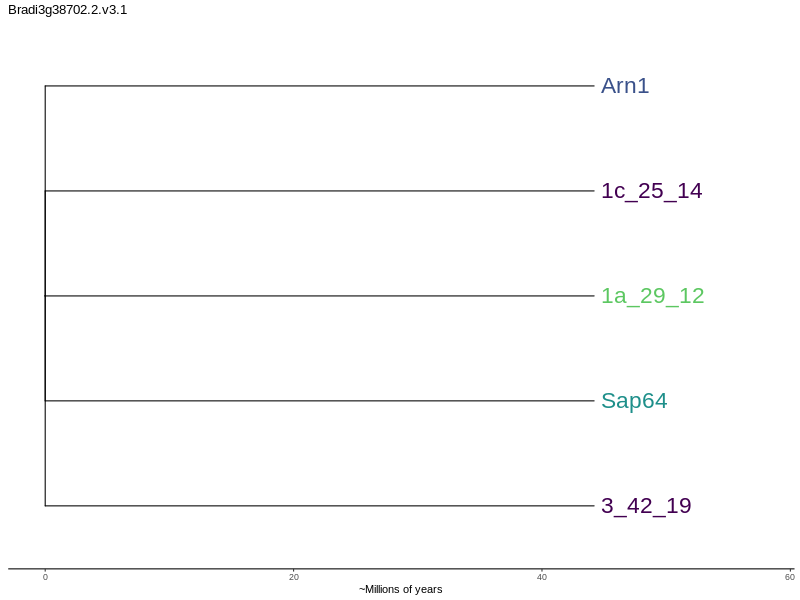 Bradi3g38702.2.v3.1
Arn1
1c_25_14
1a_29_12
Sap64
3_42_19
0 20 40 60
~Millions of years